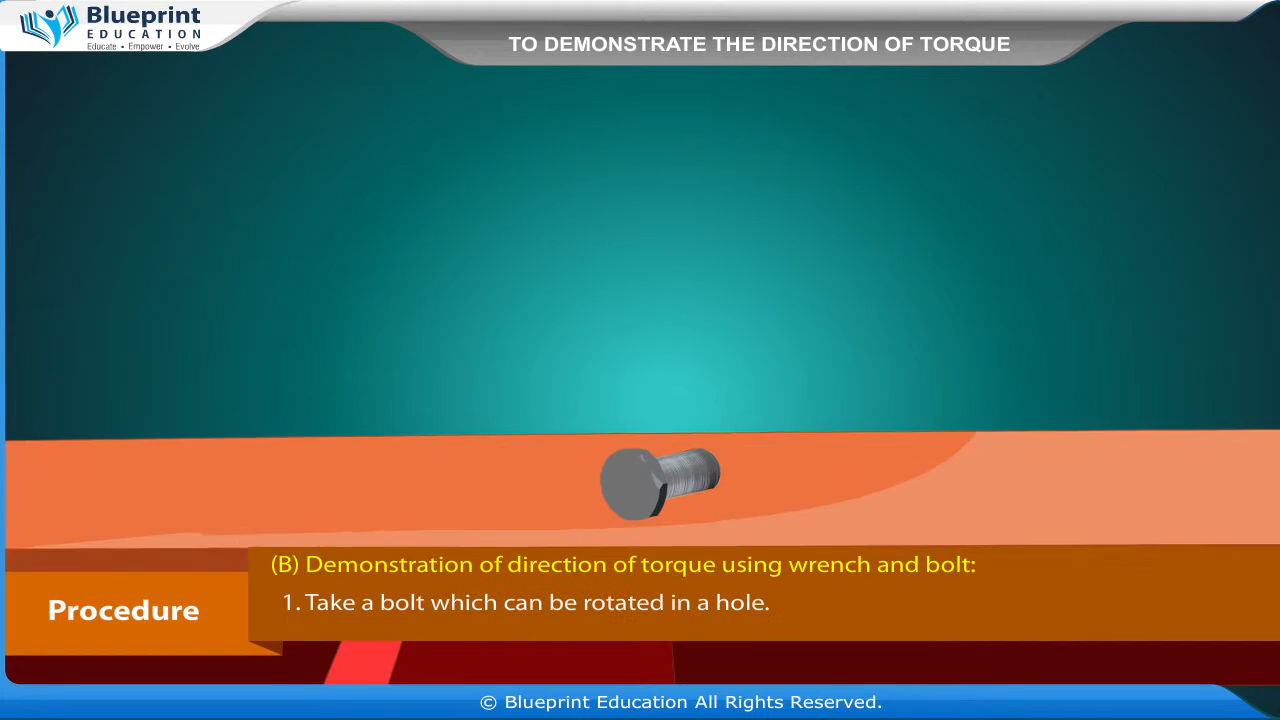 Blueprint
EDUCATION
Educate • Empower • Evolve
TO DEMONSTRATE THE DIRECTION OF TORQUE
(B) Demonstration of direction of torque using wrench and bolt:
1. Take a bolt which can be rotated in a hole.
Procedure
© Blueprint Education All Rights Reserved.